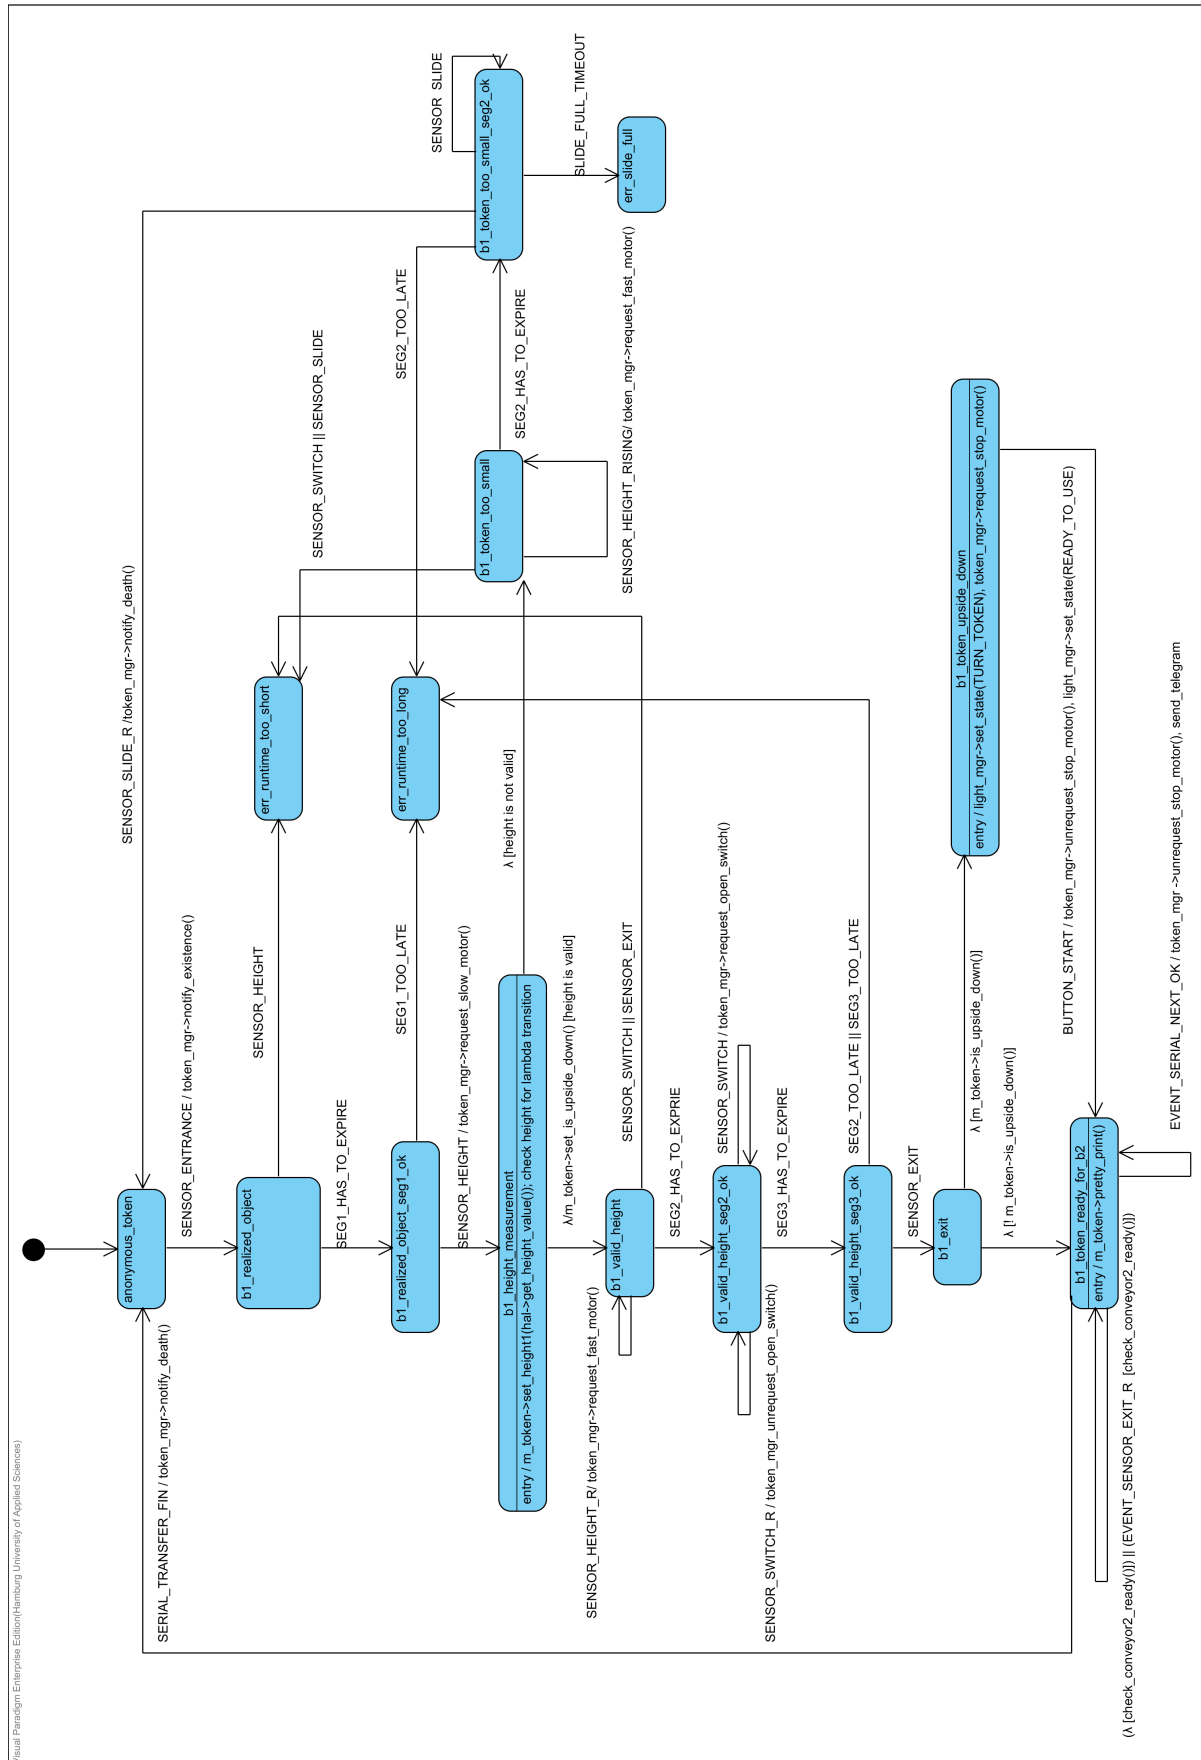 Visual Paradigm Enterprise Edition(Hamburg University of Applied Sciences)
SERIAL_TRANSFER_FIN / token_mgr->notify_death()
anonymous_token
SENSOR_SLIDE_R /token_mgr->notify_death()
SENSOR_ENTRANCE / token_mgr->notify_existence()
b1_realized_object
SENSOR_HEIGHT
err_runtime_too_short
SENSOR_SWITCH || SENSOR_SLIDE
SEG1_HAS_TO_EXPIRE
b1_realized_object_seg1_ok
SEG1_TOO_LATE
err_runtime_too_long
SEG2_TOO_LATE
SENSOR SLIDE
SENSOR_HEIGHT / token_mgr->request_slow_motor()
b1_height_measurement
entry / m_token->set_height1(hal->get_height_value()); check height for lambda transition
λ [height is not valid]
b1_token_too_small
SEG2_HAS_TO_EXPIRE
b1_token_too_small_seg2_ok
SLIDE_FULL_TIMEOUT
err_slide_full
SENSOR_HEIGHT_RISING/ token_mgr->request_fast_motor()
λ/m_token->set_is_upside_down() [height is valid]
SENSOR_HEIGHT_R/ token_mgr->request_fast_motor()
b1_valid_height
SENSOR_SWITCH || SENSOR_EXIT
SEG2_HAS_TO_EXPRIE
b1_valid_height_seg2_ok
SENSOR_SWITCH / token_mgr->request_open_switch()
SENSOR_SWITCH_R / token_mgr_unrequest_open_switch()
SEG3_HAS_TO_EXPIRE
b1_valid_height_seg3_ok
SEG2_TOO_LATE || SEG3_TOO_LATE
SENSOR_EXIT
b1_exit
λ [m_token->is_upside_down()]
b1_token_upside_down
entry / light_mgr->set_state(TURN_TOKEN), token_mgr->request_stop_motor()
λ [! m_token->is_upside_down()]
BUTTON_START / token_mgr->unrequest_stop_motor(), light_mgr->set_state(READY_TO_USE)
b1_token_ready_for_b2
entry / m_token->pretty_print()
(λ [check_conveyor2_ready()]) || (EVENT_SENSOR_EXIT_R  [check_conveyor2_ready()])
EVENT_SERIAL_NEXT_OK / token_mgr ->unrequest_stop_motor(), send_telegram